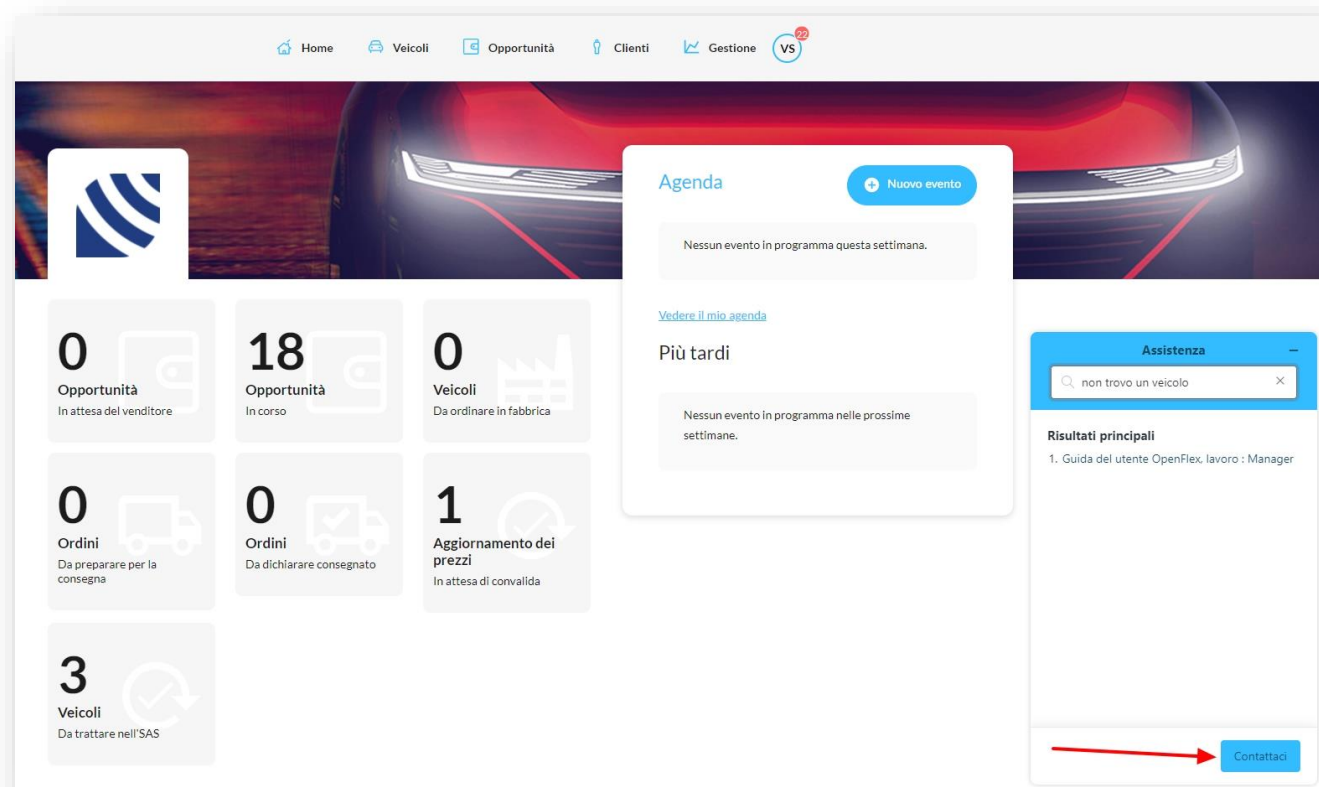 Home
Veicoli
Opportunità
Clienti
Gestione
VS
22
Agenda
Nuovo evento
Nessun evento in programma questa settimana.
Vedere il mio agenda
Più tardi
Nessun evento in programma nelle prossime
settimane.
0
Opportunità
In attesa del venditore
18
Opportunità
In corso
0
Veicoli
Da ordinare in fabbrica
0
Ordini
Da preparare per la
consegna
0
Ordini
Da dichiarare consegnato
1
Aggiornamento dei
prezzi
In attesa di convalida
3
Veicoli
Da trattare nell'SAS
Assistenza
non trovo un veicolo
Risultati principali
1. Guida del utente OpenFlex, lavoro : Manager
Contattaci